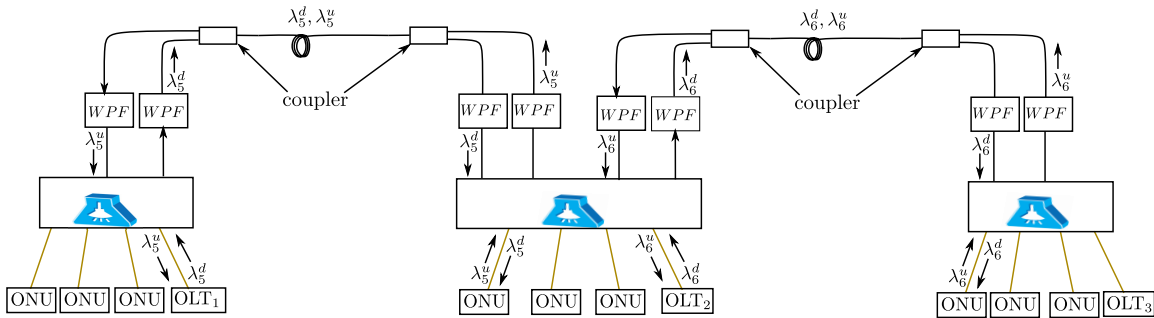 λ₅ᵈ, λ₅ᵘ
λ₆ᵈ, λ₆ᵘ
λ₅ᵈ
λ₅ᵘ
λ₆ᵈ
λ₆ᵘ
coupler
coupler
WPF WPF
WPF WPF
WPF WPF
WPF WPF
λ₅ᵘ
λ₅ᵈ
λ₆ᵘ
λ₆ᵈ
λ₅ᵘ
λ₅ᵈ
λ₅ᵘ
λ₅ᵈ
λ₆ᵘ
λ₆ᵈ
λ₆ᵘ
λ₆ᵈ
ONU ONU ONU OLT₁
ONU ONU ONU OLT₂
ONU ONU ONU OLT₃